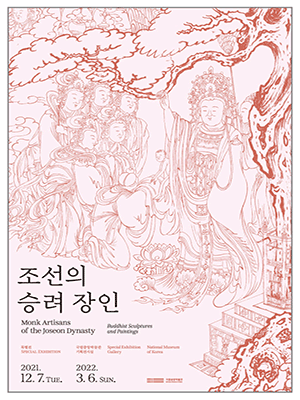 조선의
승려 장인
Monk Artisans
of the Joseon Dynasty
Buddhist Sculptures
and Paintings
특별전
SPECIAL EXHIBITION
국립중앙박물관
기획전시실
Special Exhibition
Gallery
National Museum
of Korea
2021.
12. 7. TUE.
2022.
3. 6. SUN.